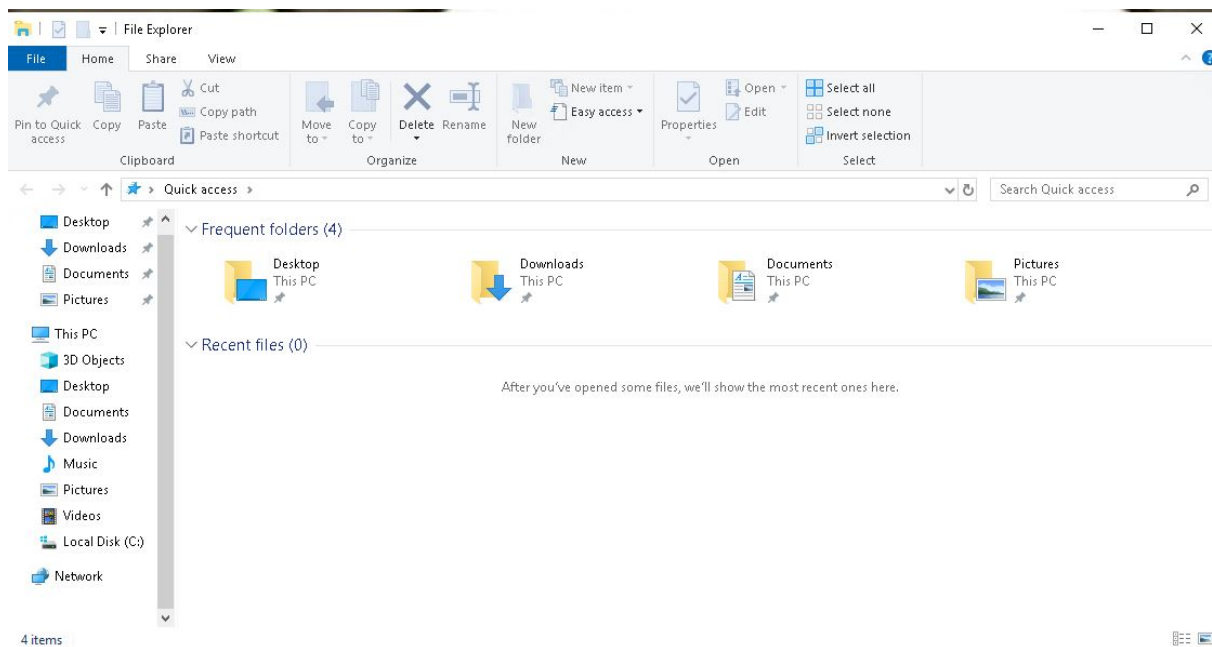 File Explorer
File Home Share View
Pin to Quick access
Copy
Paste
Cut
Copy path
Paste shortcut
Clipboard
Move to
Copy to
Delete
Rename
Organize
New folder
New item
Easy access
New
Properties
Open
Edit
Open
Select all
Select none
Invert selection
Select
Quick access
Search Quick access
Desktop
Downloads
Documents
Pictures
This PC
3D Objects
Desktop
Documents
Downloads
Music
Pictures
Videos
Local Disk (C:)
Network
Frequent folders (4)
Desktop
This PC
Downloads
This PC
Documents
This PC
Pictures
This PC
Recent files (0)
After you've opened some files, we'll show the most recent ones here.
4 items